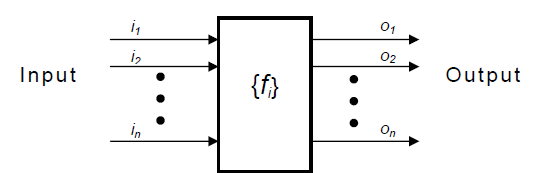 i1
o1
i2
o2
Input
{fi}
Output
in
on